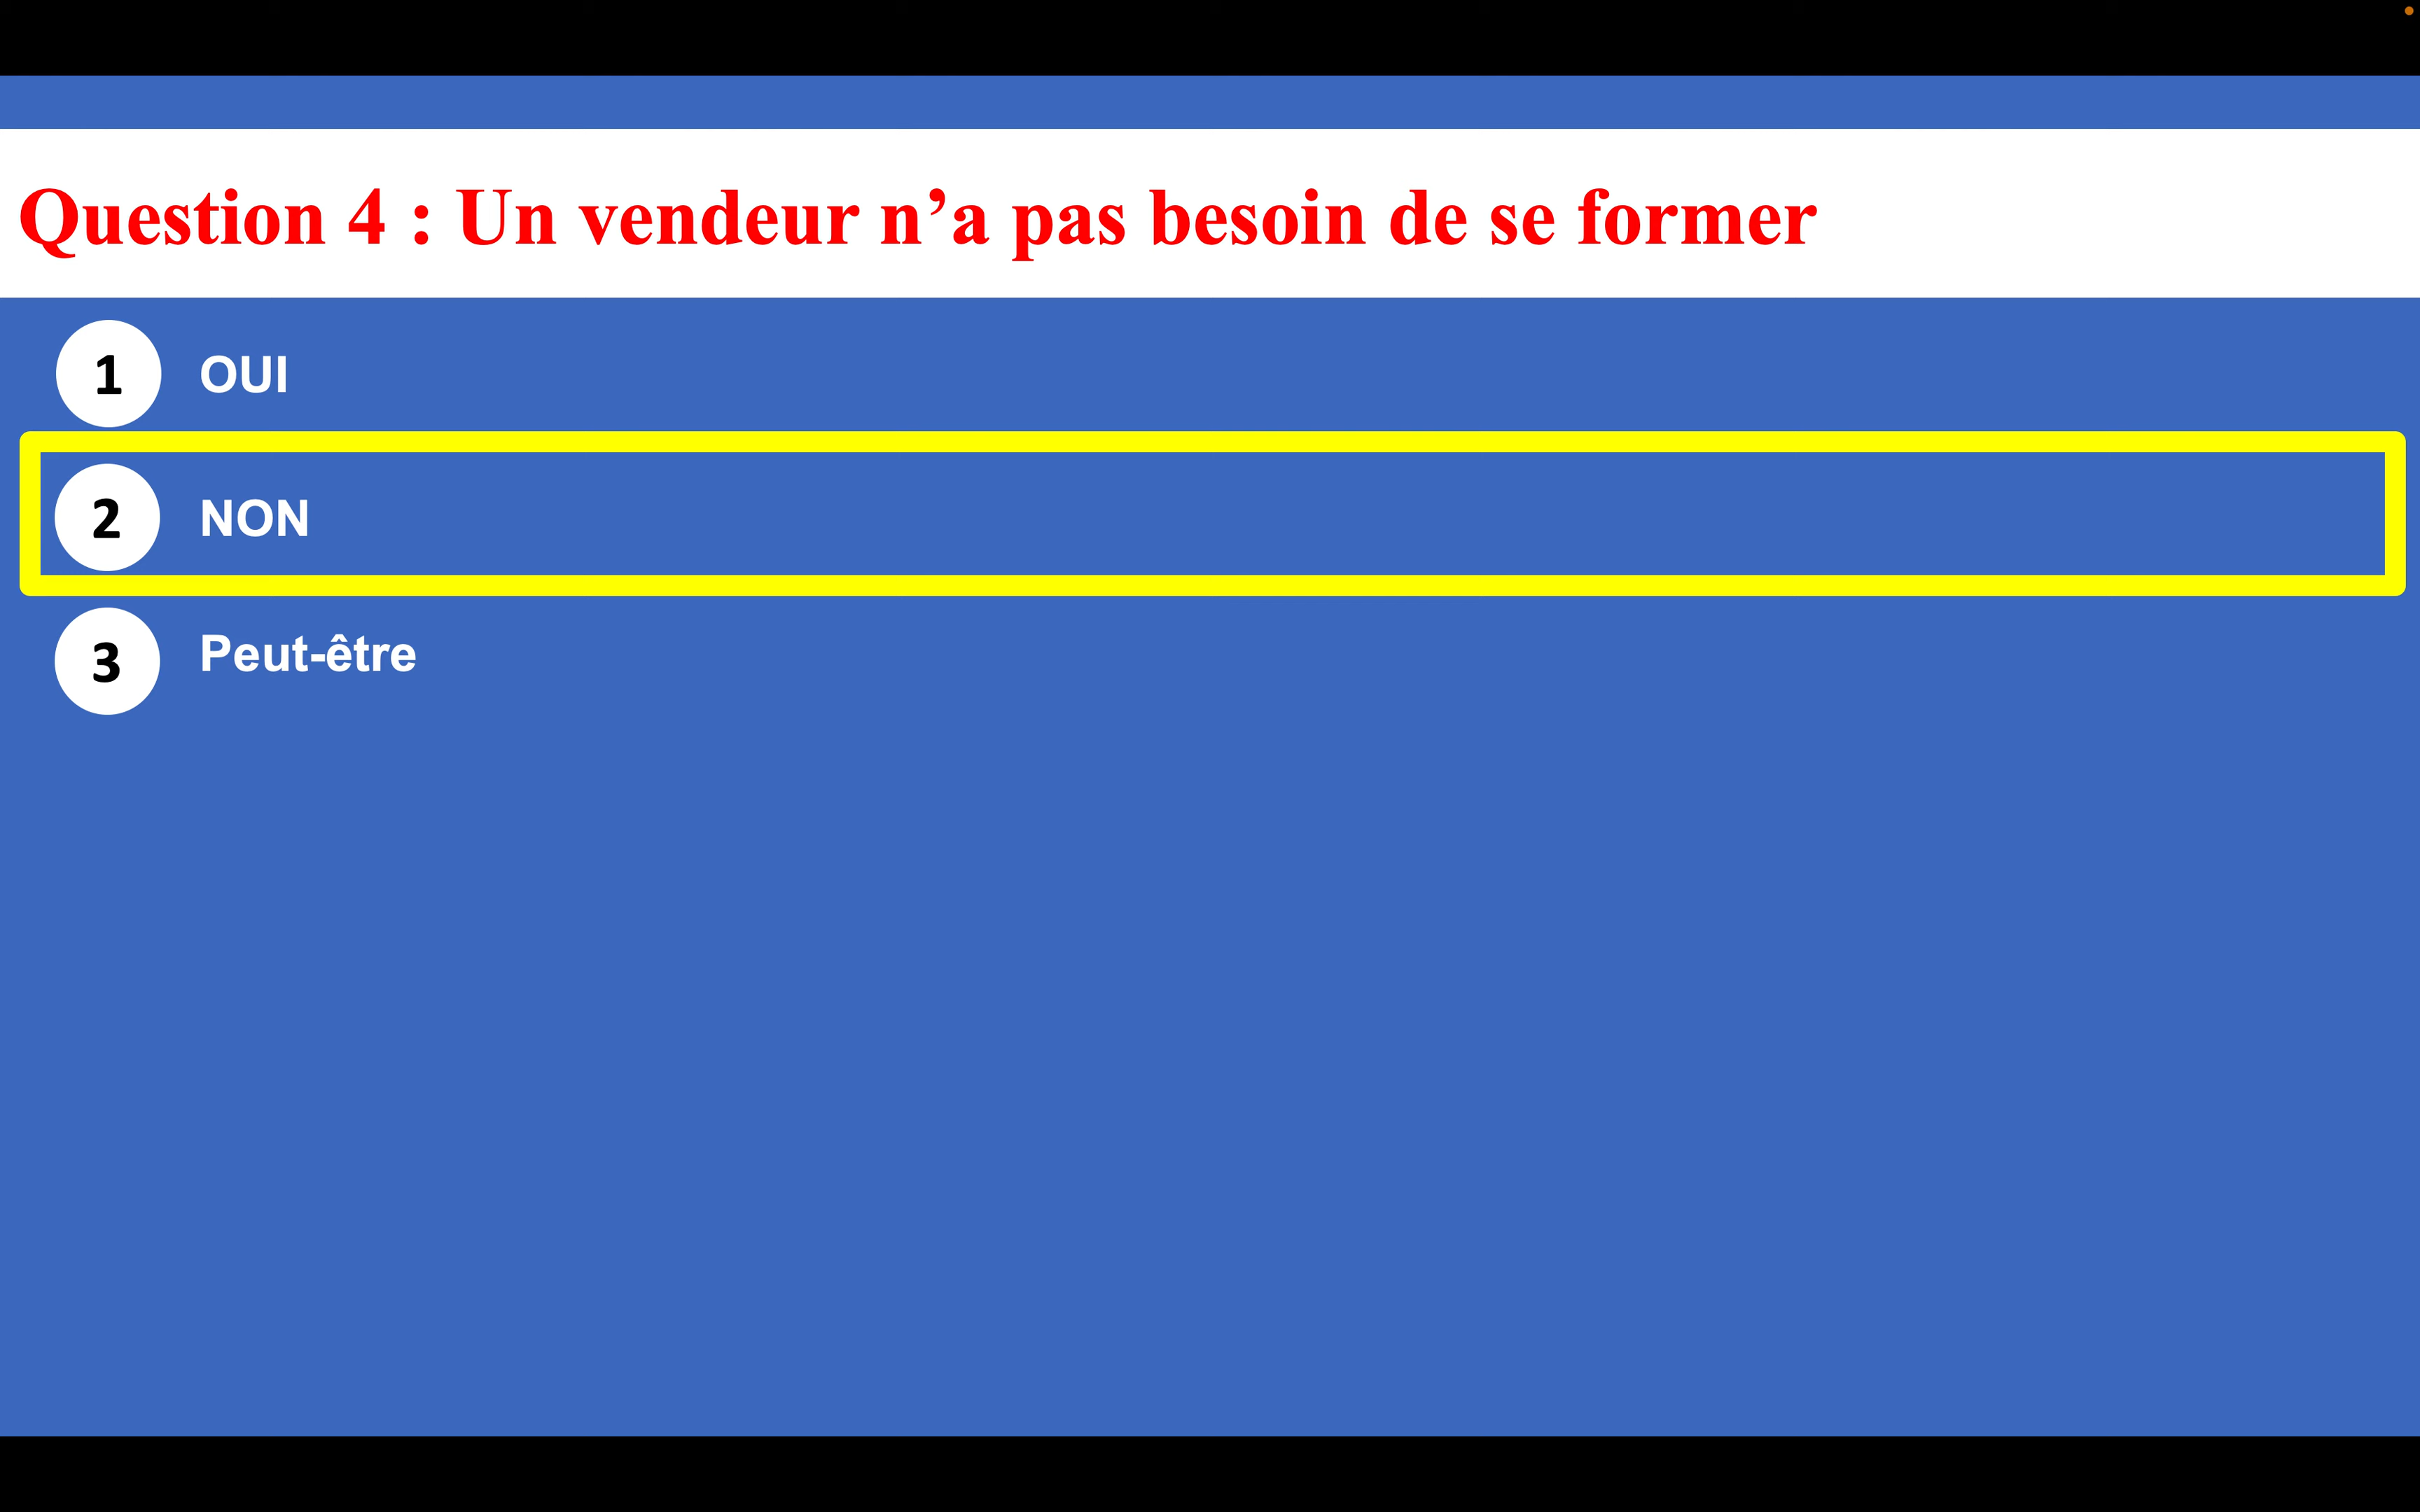 Question 4 : Un vendeur n’a pas besoin de se former
1 OUI
2 NON
3 Peut-être